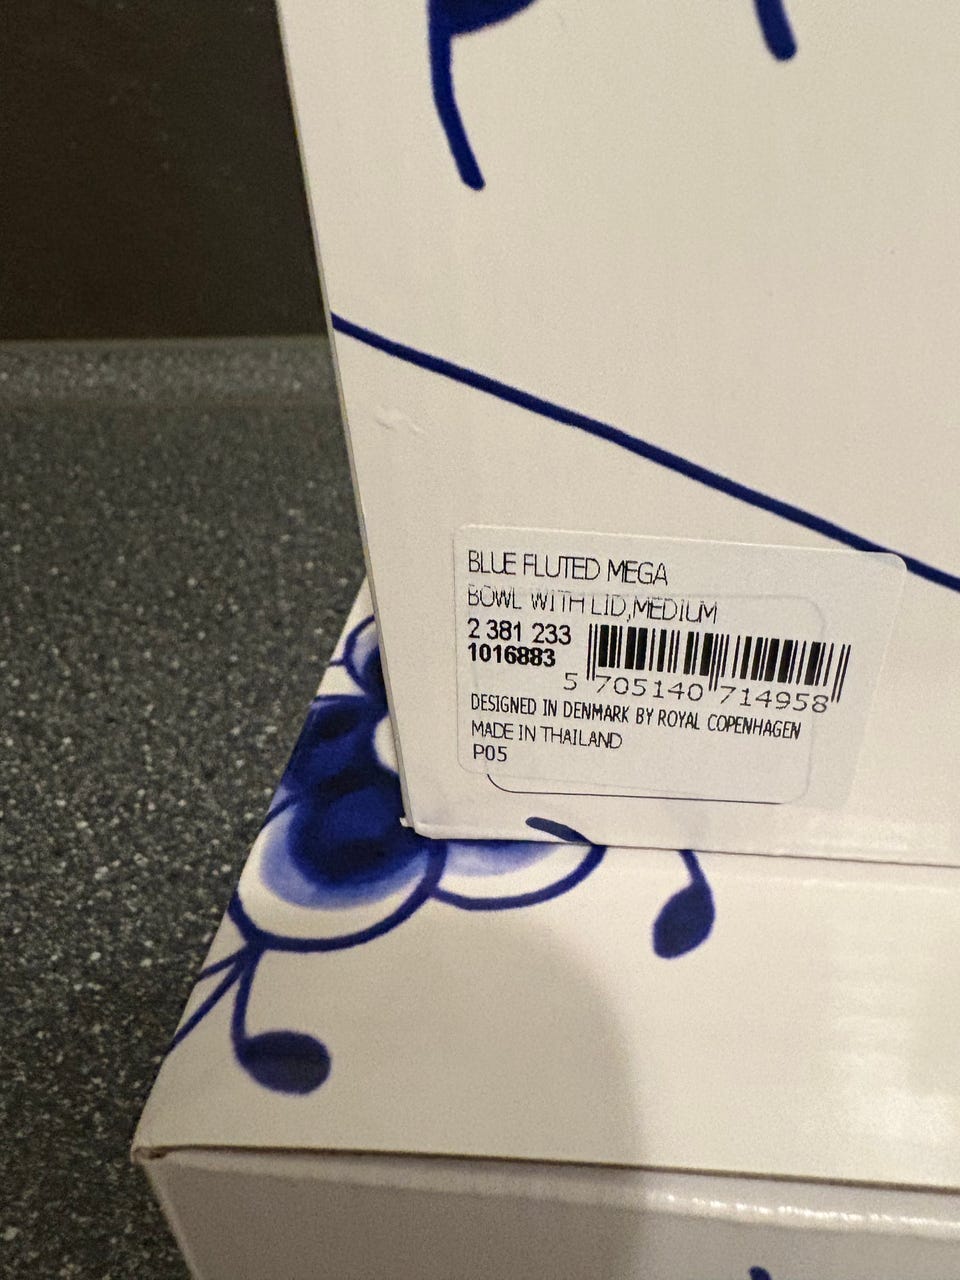 BLUE FLUTED MEGA
BOWL WITH LID,MEDIUM
2 381 233
1016883
5 705140 714958
DESIGNED IN DENMARK BY ROYAL COPENHAGEN
MADE IN THAILAND
P05